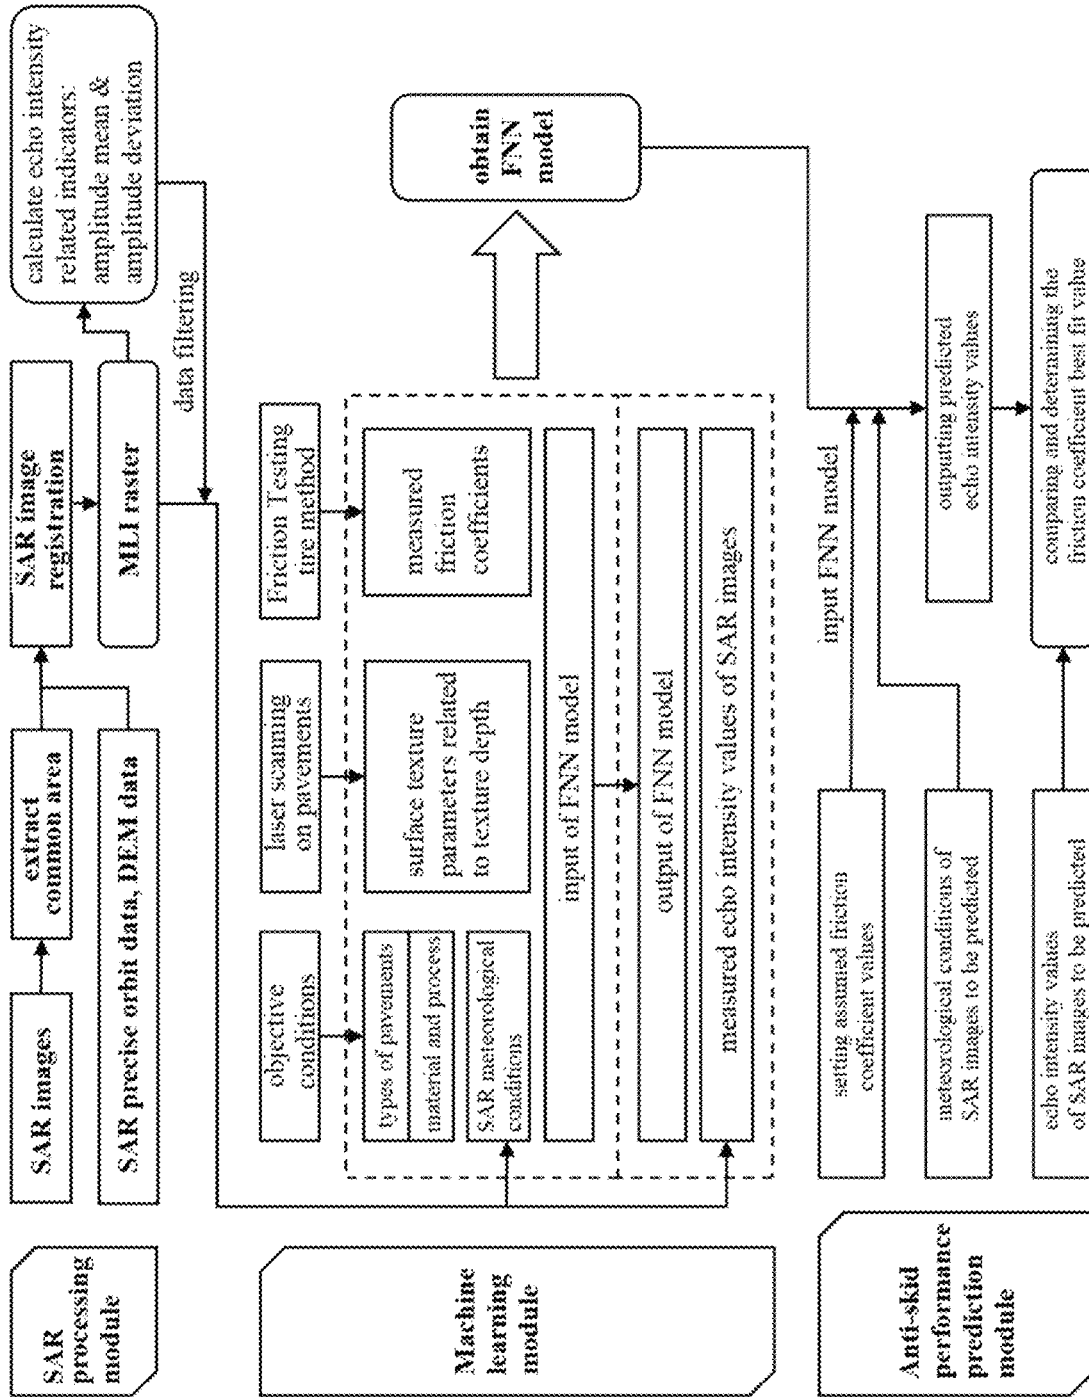 SAR
processing
module
SAR images
extract
common area
SAR image
registration
SAR precise orbit data, DEM data
MLI raster
calculate echo intensity
related indicators:
amplitude mean &
amplitude deviation
data filtering
Machine
learning
module
objective
conditions
laser scanning
on pavements
Friction Testing
tire method
types of pavements
material and process
SAR meteorological
conditions
surface texture
parameters related
to texture depth
measured
friction
coefficients
input of FNN model
output of FNN model
measured echo intensity values of SAR images
obtain
FNN
model
Anti-skid
performance
prediction
module
setting assumed friction
coefficient values
input FNN model
meteorological conditions of
SAR images to be predicted
outputting predicted
echo intensity values
echo intensity values
of SAR images to be predicted
comparing and determining the
friction coefficient best fit value